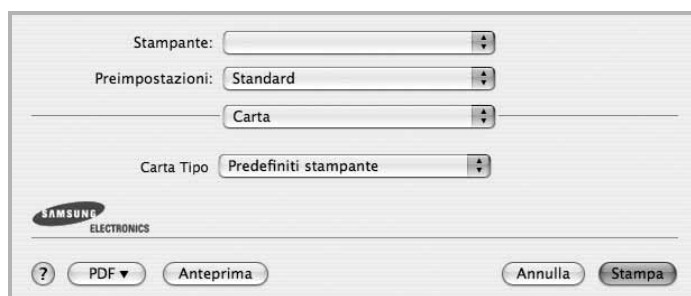 Stampante:
Preimpostazioni: Standard
Carta
Carta Tipo Predefiniti stampante
SAMSUNG
ELECTRONICS
? PDF ▼ Anteprima Annulla Stampa